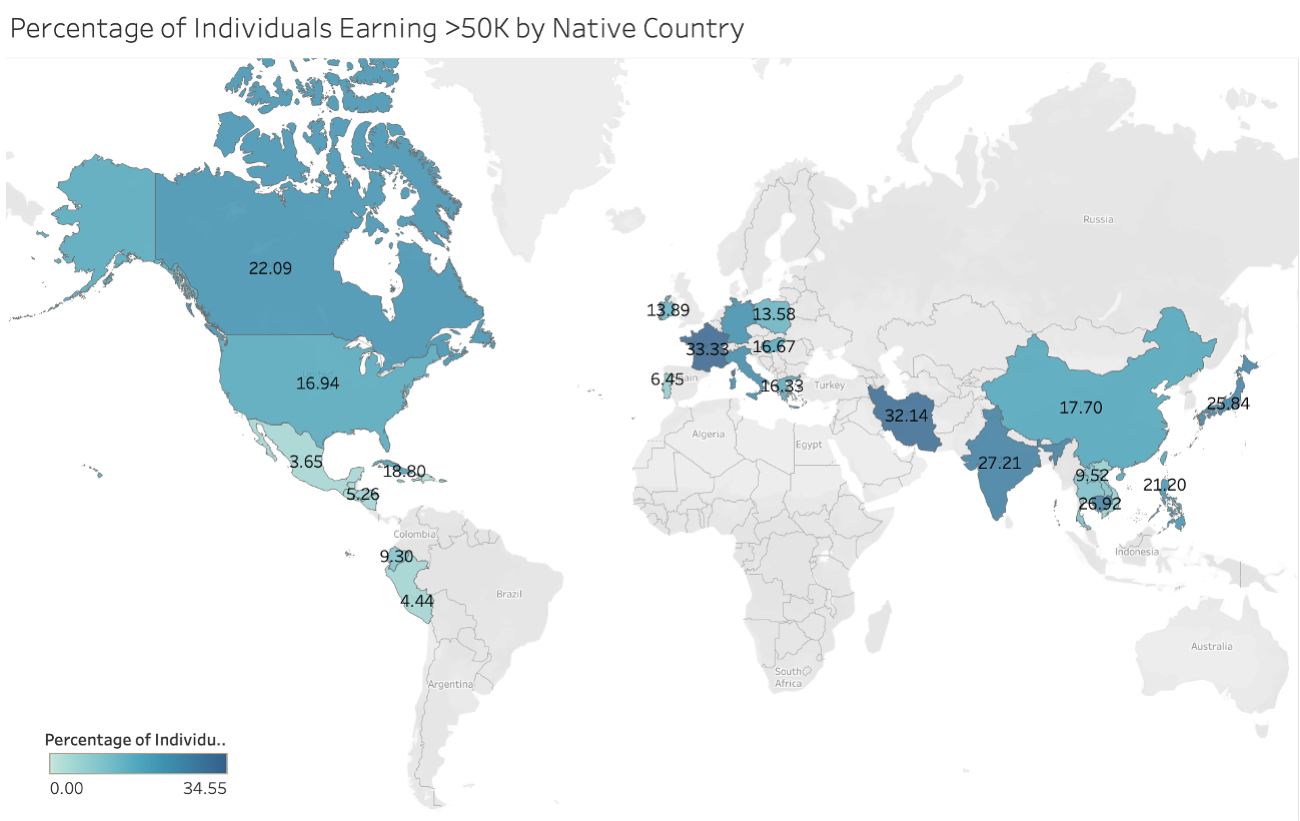 Percentage of Individuals Earning >50K by Native Country
Russia
22.09
13.89
13.58
33.33
16.67
6.45
16.33
Turkey
16.94
32.14
17.70
25.84
Algeria
Egypt
3.65
18.80
27.21
9.52
5.26
26.92
21.20
Colombia
Indonesia
9.30
4.44
Brazil
Australia
South
Africa
Argentina
Percentage of Individu..
0.00
34.55